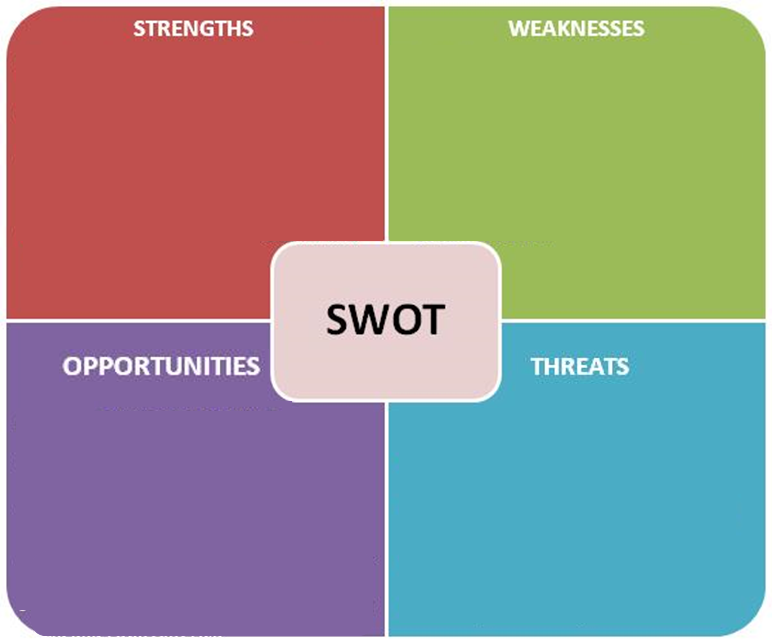 STRENGTHS
WEAKNESSES
SWOT
OPPORTUNITIES
THREATS